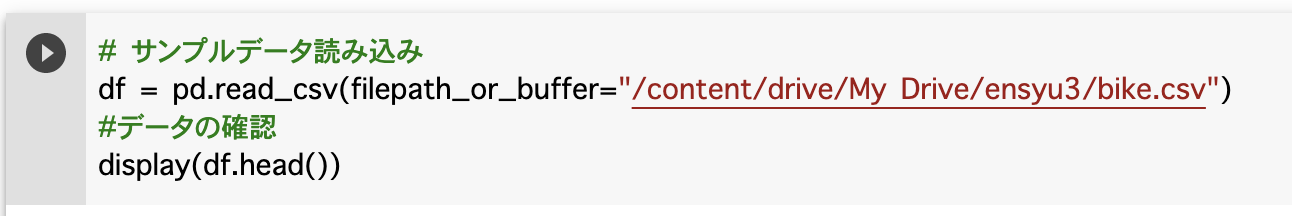 # サンプルデータ読み込み
df = pd.read_csv(filepath_or_buffer="/content/drive/My Drive/ensyu3/bike.csv")
#データの確認
display(df.head())